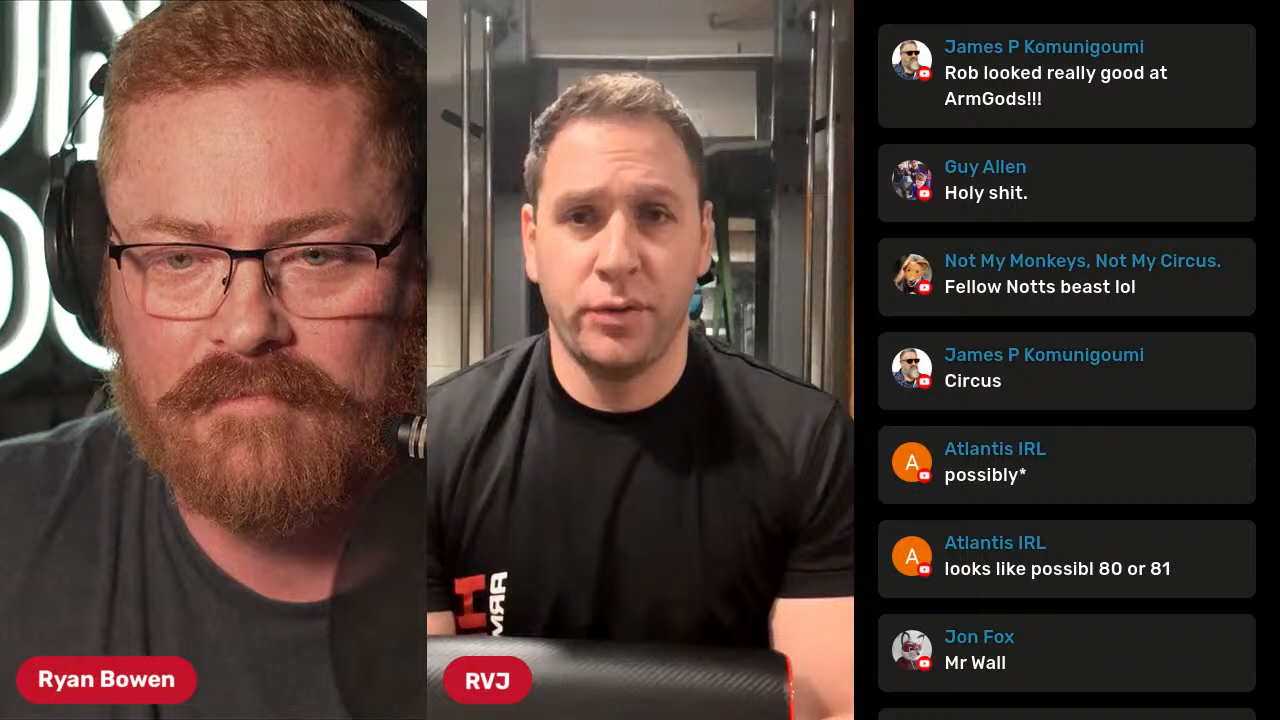 Ryan Bowen
H
ARM
RVJ
James P Komunigoumi
Rob looked really good at
ArmGods!!!
Guy Allen
Holy shit.
Not My Monkeys, Not My Circus.
Fellow Notts beast lol
James P Komunigoumi
Circus
A
Atlantis IRL
possibly*
A
Atlantis IRL
looks like possibl 80 or 81
Jon Fox
Mr Wall